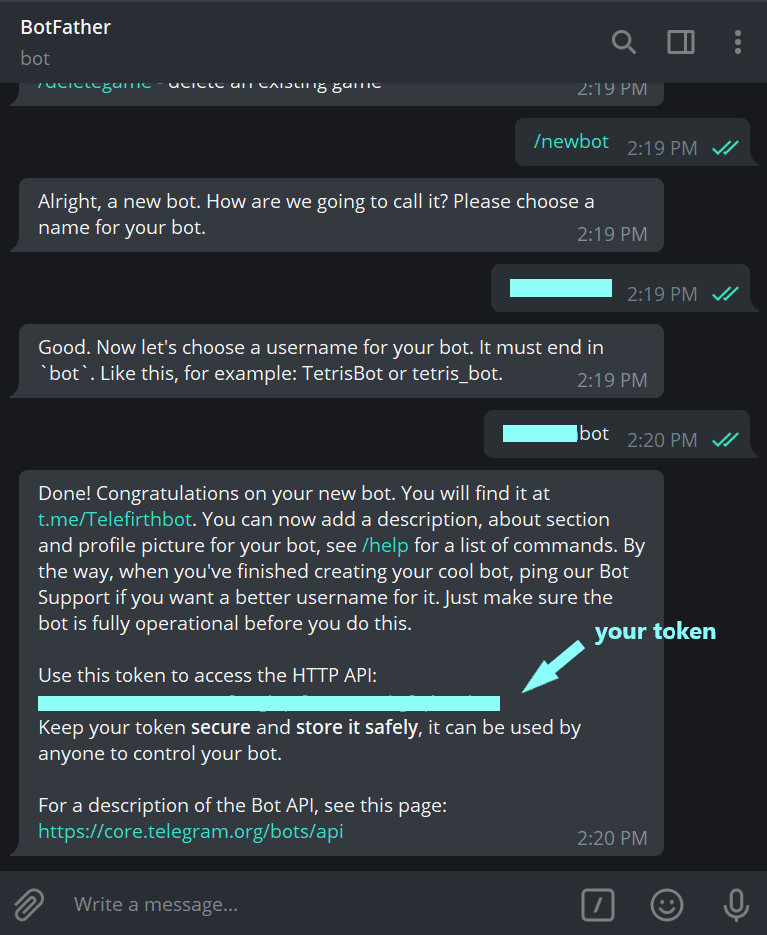 BotFather
bot
/deletegame - delete an existing game
2:19 PM
/newbot 2:19 PM
Alright, a new bot. How are we going to call it? Please choose a
name for your bot.
2:19 PM
2:19 PM
Good. Now let's choose a username for your bot. It must end in
`bot`. Like this, for example: TetrisBot or tetris_bot.
2:19 PM
bot 2:20 PM
Done! Congratulations on your new bot. You will find it at
t.me/Telefirthbot. You can now add a description, about section
and profile picture for your bot, see /help for a list of commands. By
the way, when you've finished creating your cool bot, ping our Bot
Support if you want a better username for it. Just make sure the
bot is fully operational before you do this.
your token
Use this token to access the HTTP API:
Keep your token secure and store it safely, it can be used by
anyone to control your bot.
For a description of the Bot API, see this page:
https://core.telegram.org/bots/api
2:20 PM
Write a message...